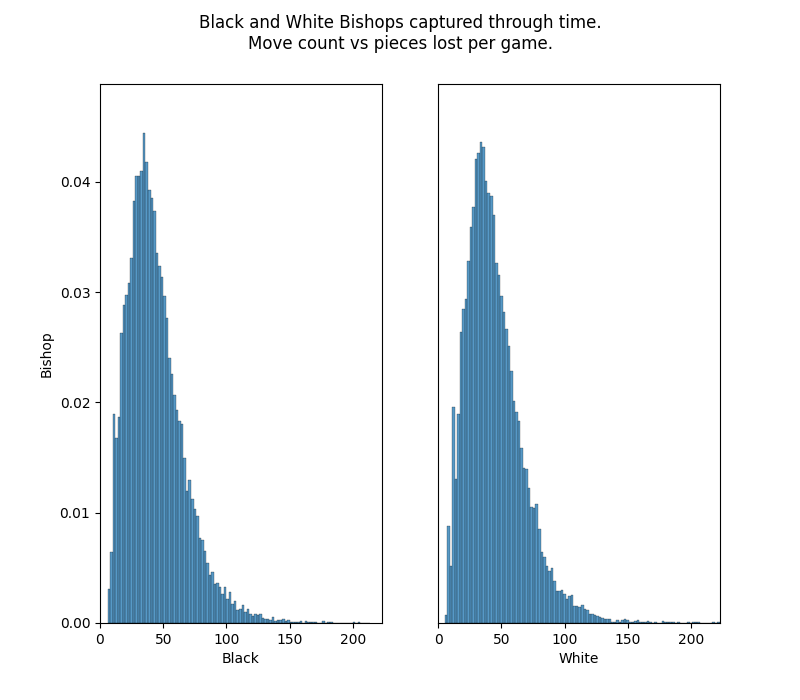 Black and White Bishops captured through time.
Move count vs pieces lost per game.
Bishop
0.04
0.03
0.02
0.01
0.00
0 50 100 150 200
Black
0 50 100 150 200
White